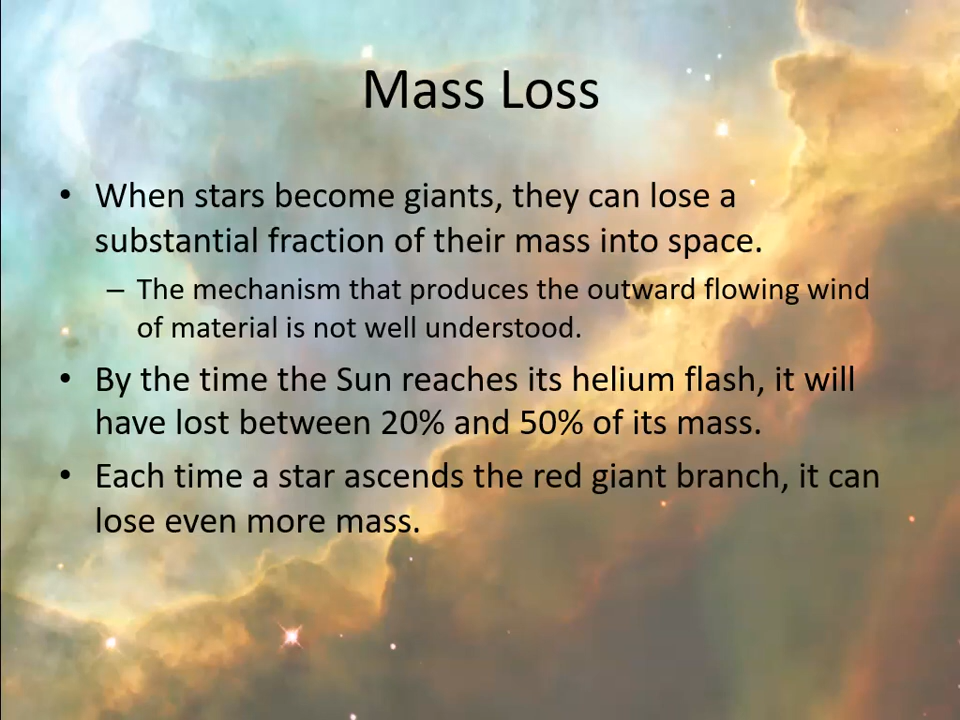 Mass Loss
• When stars become giants, they can lose a
substantial fraction of their mass into space.
– The mechanism that produces the outward flowing wind
of material is not well understood.
• By the time the Sun reaches its helium flash, it will
have lost between 20% and 50% of its mass.
• Each time a star ascends the red giant branch, it can
lose even more mass.